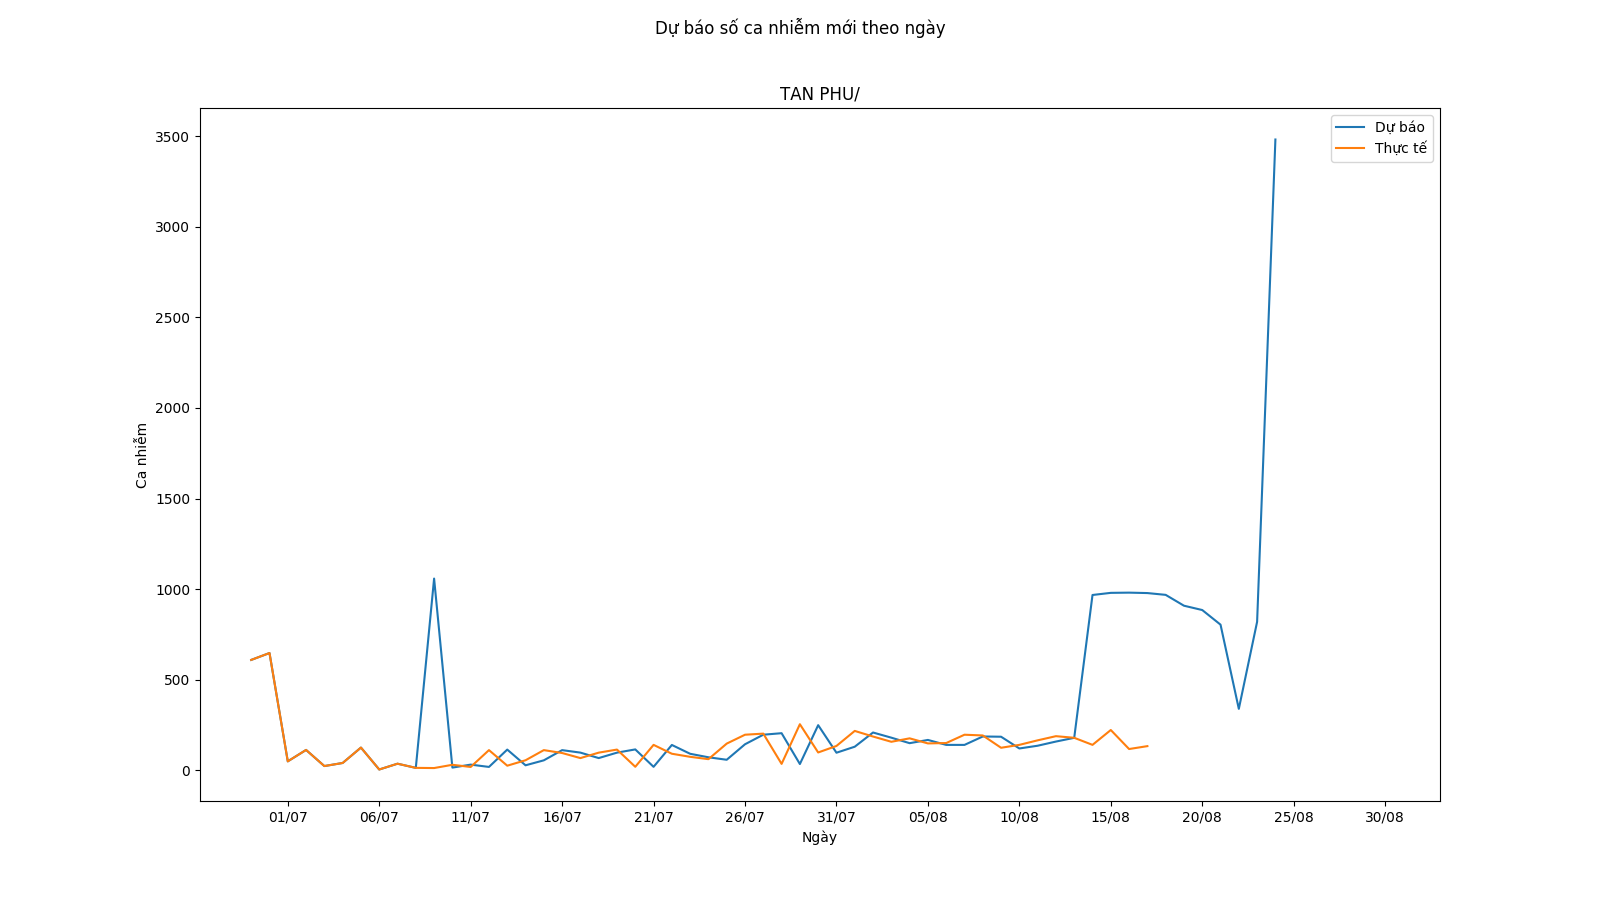 Dự báo số ca nhiễm mới theo ngày
TAN PHU/
Dự báo
Thực tế
3500
3000
2500
2000
1500
1000
500
0
Ca nhiễm
01/07 06/07 11/07 16/07 21/07 26/07 31/07 05/08 10/08 15/08 20/08 25/08 30/08
Ngày